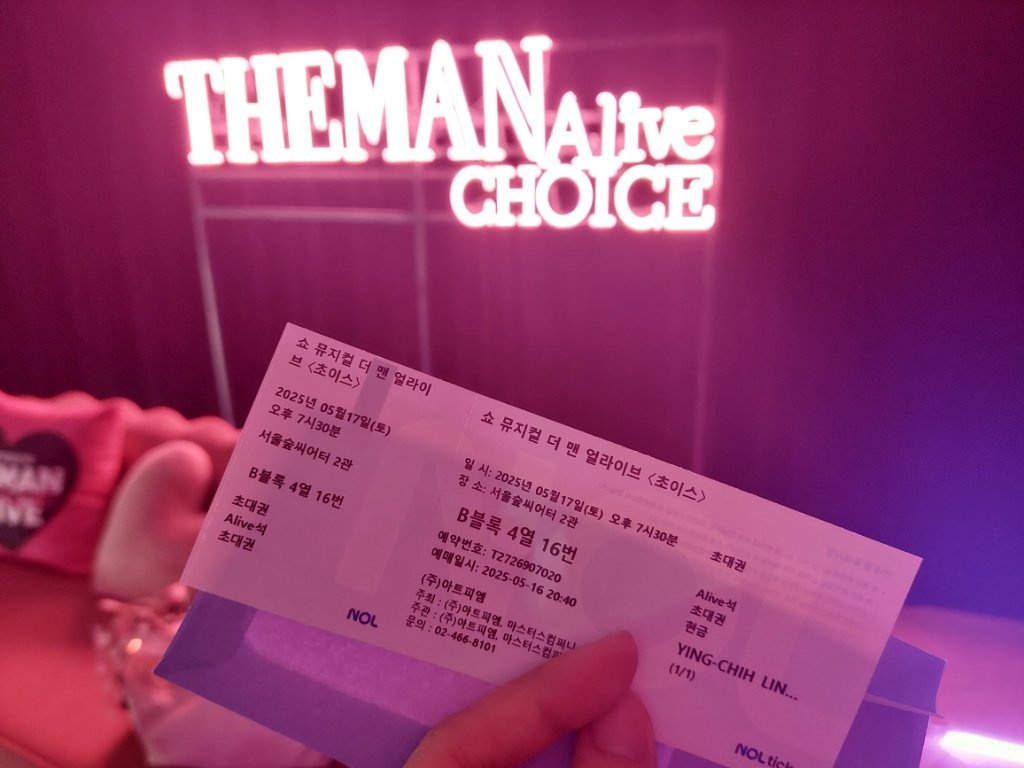 THEMAN Alive
CHOICE
MAN
쇼 뮤지컬 더 맨 얼라이
브 <초이스>
2025년 05월17일(토)
오후 7시30분
서울숲씨어터 2관
B블록 4열 16번
초대권
Alive석
초대권
NOL
쇼 뮤지컬 더 맨 얼라이브 <초이스>
일 시: 2025년 05월17일(토) 오후 7시30분
장 소: 서울숲씨어터 2관
B블록 4열 16번
예약번호: T2726907020
예매일시: 2025-05-16 20:40
(주)아트피엠
주최 : (주)아트피엠, 마스터스컴퍼니
주관 : (주)아트피엠, 마스터스컴퍼
문의 : 02-466-8101
초대권
Alive석
초대권
현금
YING-CHIH LIN...
(1/1)
NOL tick